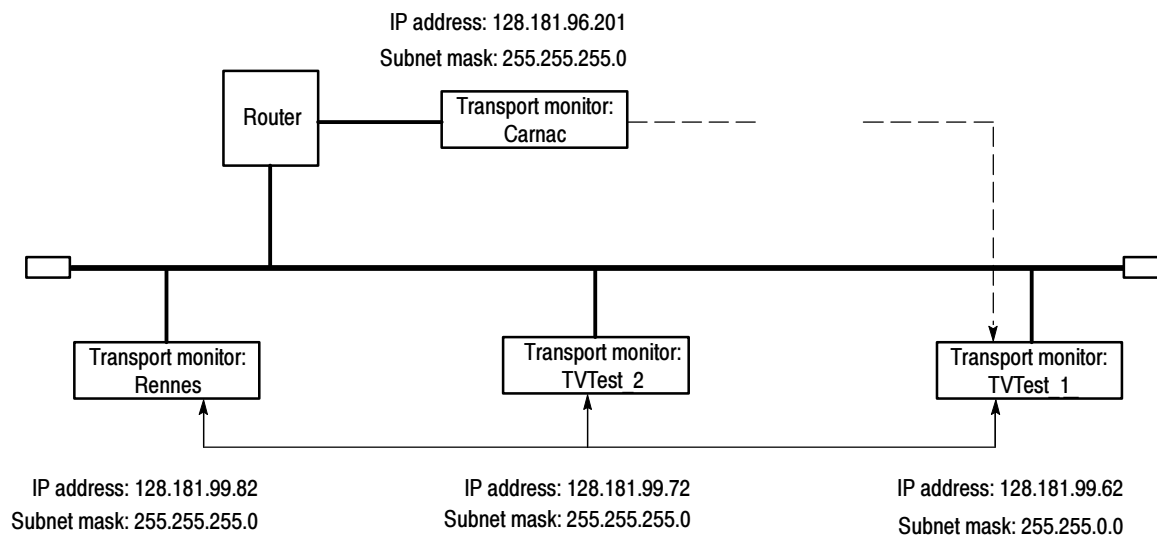 IP address: 128.181.96.201
Subnet mask: 255.255.255.0
Router
Transport monitor:
Carnac
Transport monitor:
Rennes
Transport monitor:
TVTest_2
Transport monitor:
TVTest_1
IP address: 128.181.99.82
Subnet mask: 255.255.255.0
IP address: 128.181.99.72
Subnet mask: 255.255.255.0
IP address: 128.181.99.62
Subnet mask: 255.255.0.0